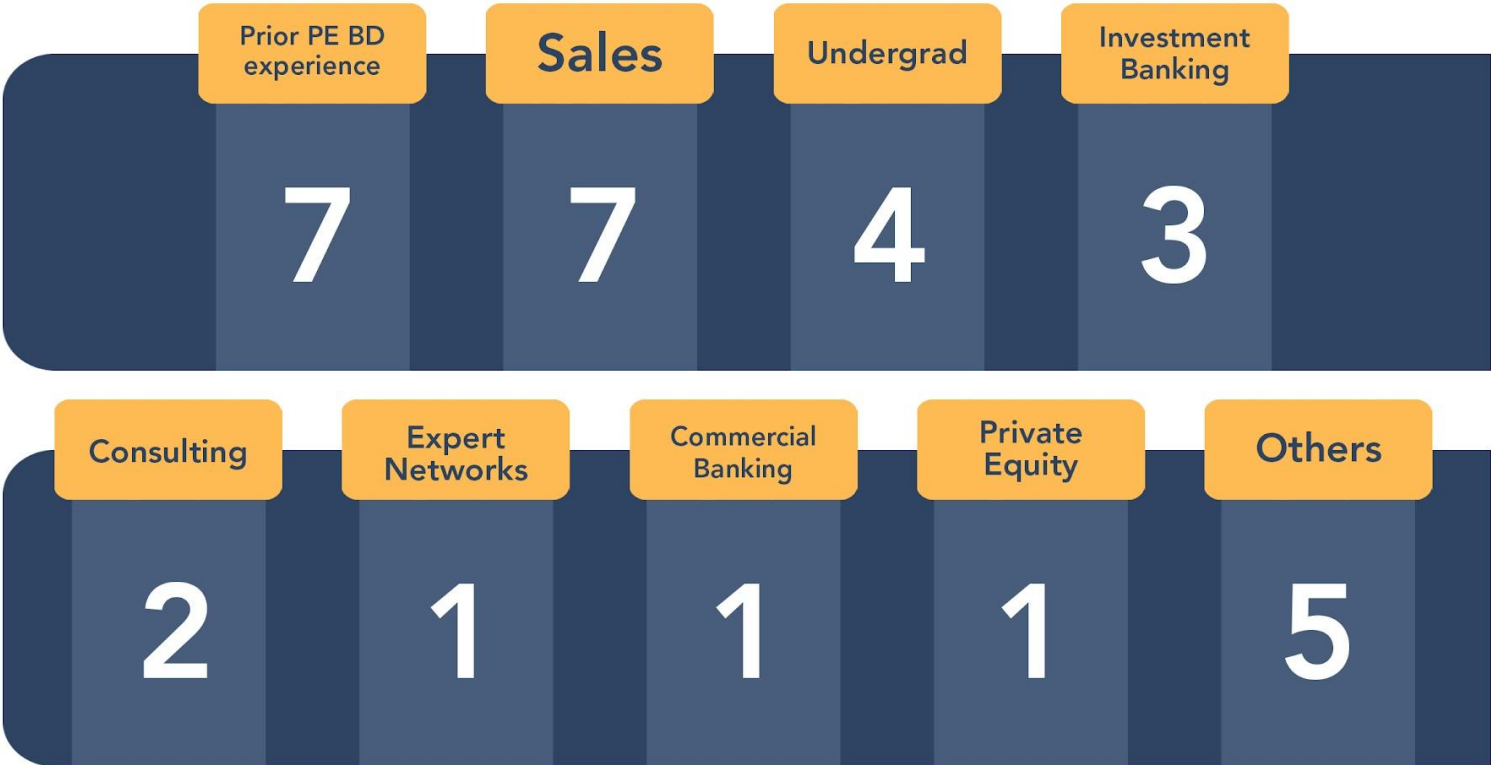 Prior PE BD
experience
Sales
Undergrad
Investment
Banking
7
7
4
3
Consulting
Expert
Networks
Commercial
Banking
Private
Equity
Others
2
1
1
1
5